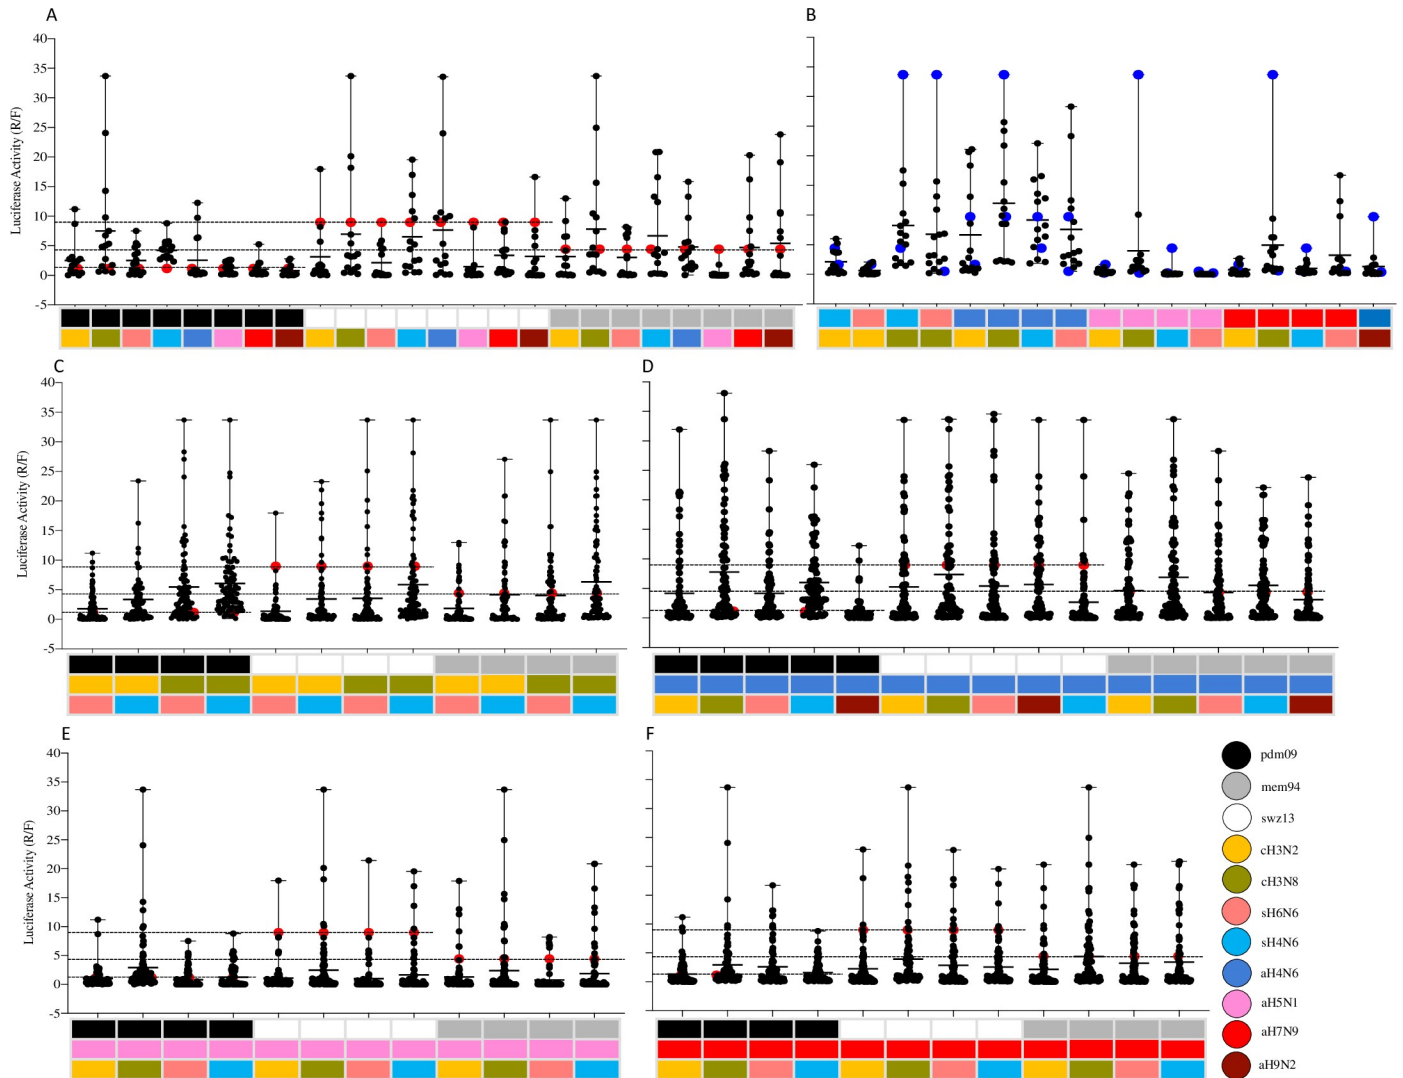 A
B
40
35
30
25
20
15
10
5
0
-5
Luciferase Activity (R/F)
C
D
40
35
30
25
20
15
10
5
0
-5
Luciferase Activity (R/F)
E
F
40
35
30
25
20
15
10
5
0
-5
Luciferase Activity (R/F)
pdm09
mem94
swz13
cH3N2
cH3N8
sH6N6
sH4N6
aH4N6
aH5N1
aH7N9
aH9N2